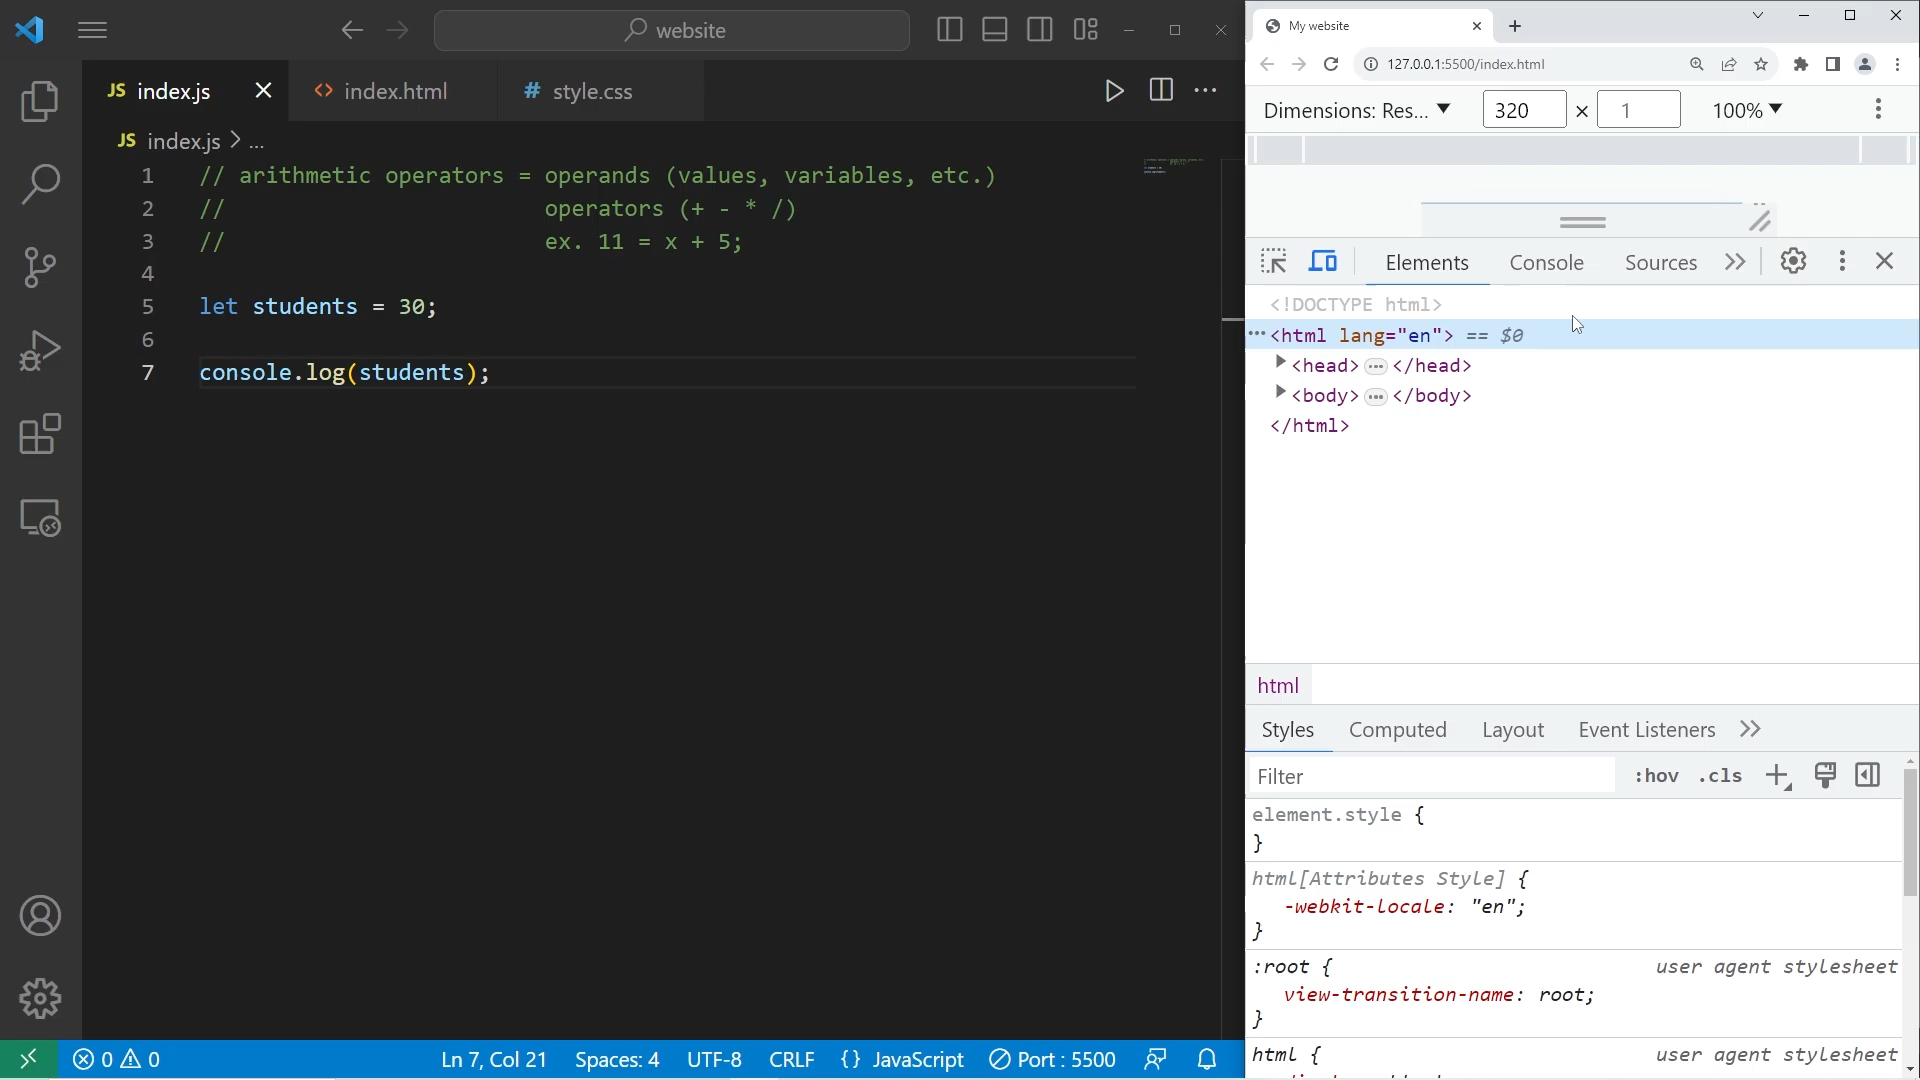 website
JS index.js
<> index.html
# style.css
JS index.js > ...
1 // arithmetic operators = operands (values, variables, etc.)
2 // operators (+ - * /)
3 // ex. 11 = x + 5;
4
5 let students = 30;
6
7 console.log(students);
0 0
Ln 7, Col 21
Spaces: 4
UTF-8
CRLF
{} JavaScript
Port : 5500
My website
127.0.0.1:5500/index.html
Dimensions: Res... 320 × 1 100%
Elements Console Sources
<!DOCTYPE html>
<html lang="en"> == $0
<head> ... </head>
<body> ... </body>
</html>
html
Styles Computed Layout Event Listeners
Filter :hov .cls
element.style {
}
html[Attributes Style] {
-webkit-locale: "en";
}
:root { user agent stylesheet
view-transition-name: root;
}
html { user agent stylesheet